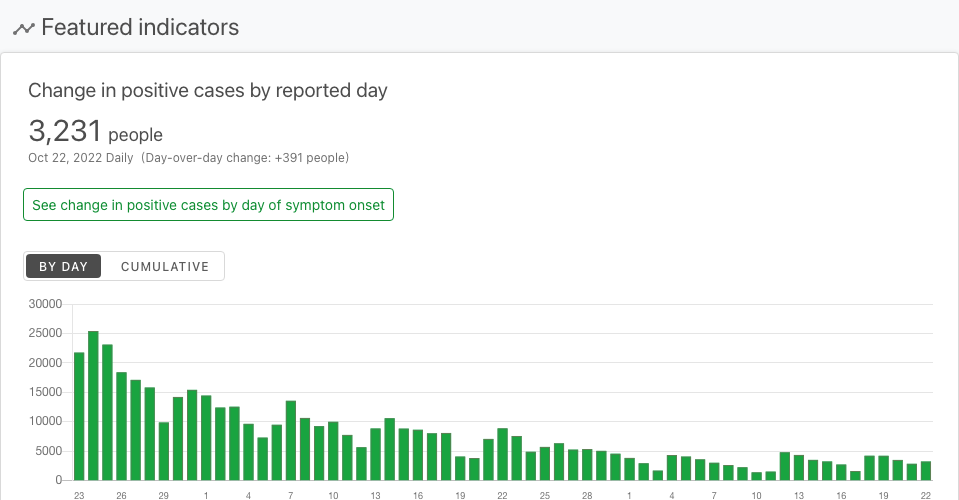 Featured indicators
Change in positive cases by reported day
3,231 people
Oct 22, 2022 Daily (Day-over-day change: +391 people)
See change in positive cases by day of symptom onset
BY DAY CUMULATIVE
30000
25000
20000
15000
10000
5000
0
23 26 29 1 4 7 10 13 16 19 22 25 28 1 4 7 10 13 16 19 22